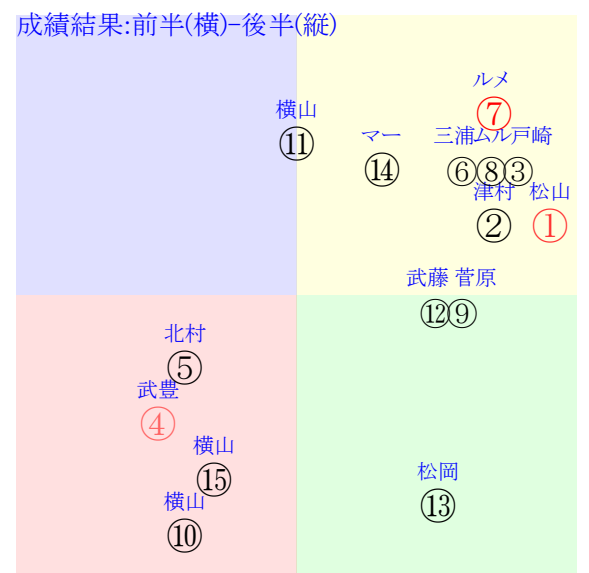 成績結果:前半(横)-後半(縦)
ルメ
⑦
横山
⑪
マー
⑭
三浦ムル戸崎
⑥⑧③
津村 松山
② ①
武藤 菅原
⑫⑨
北村
⑤
武豊
④
横山
⑮
松岡
⑬
横山
⑩